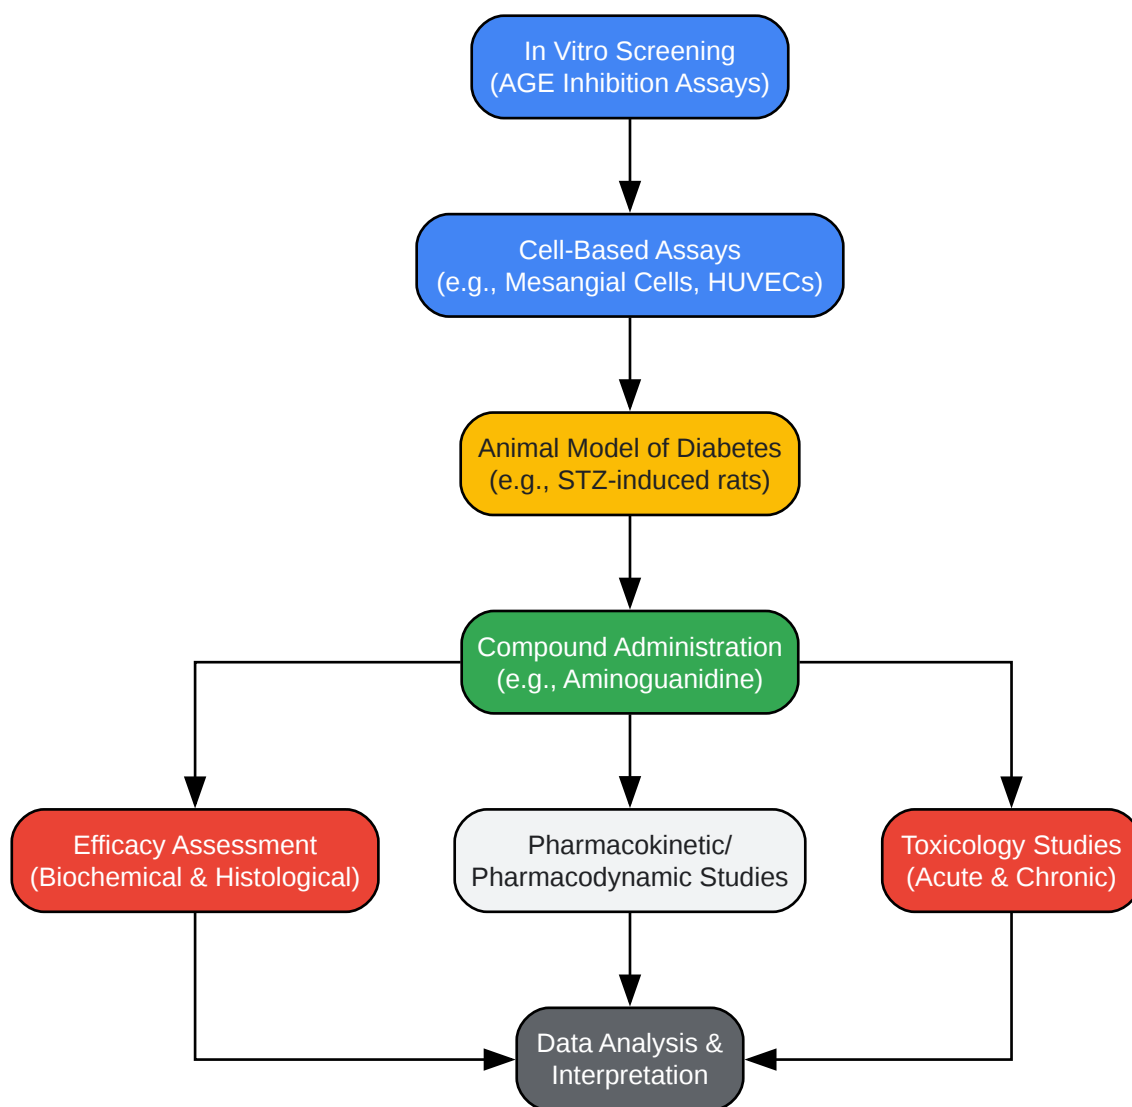 In Vitro Screening
(AGE Inhibition Assays)
Cell-Based Assays
(e.g., Mesangial Cells, HUVECs)
Animal Model of Diabetes
(e.g., STZ-induced rats)
Compound Administration
(e.g., Aminoguanidine)
Efficacy Assessment
(Biochemical & Histological)
Pharmacokinetic/
Pharmacodynamic Studies
Toxicology Studies
(Acute & Chronic)
Data Analysis &
Interpretation